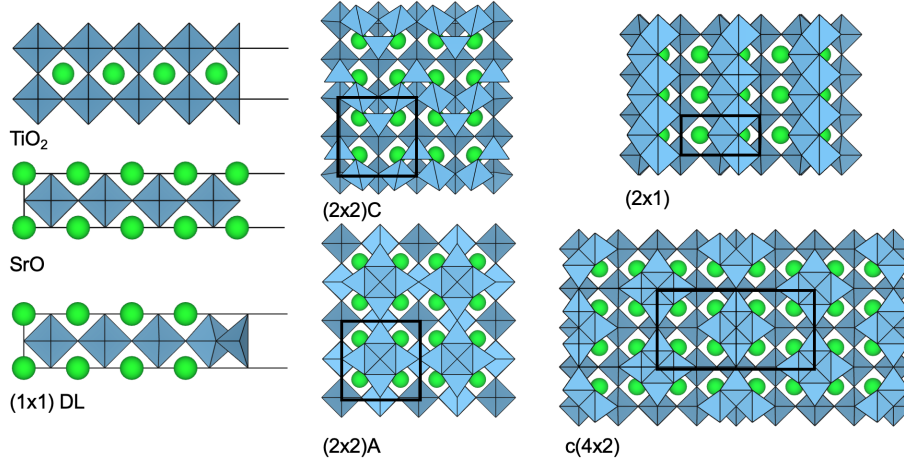 TiO₂
SrO
(1x1) DL
(2x2)C
(2x2)A
(2x1)
c(4x2)